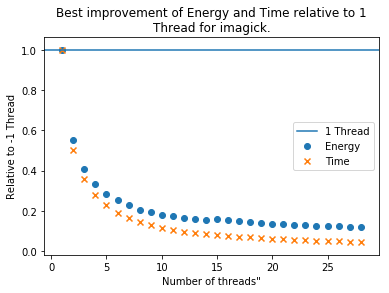 Best improvement of Energy and Time relative to 1
Thread for imagick.
Relative to -1 Thread
1.0
0.8
0.6
0.4
0.2
0.0
1 Thread
Energy
Time
0
5
10
15
20
25
Number of threads"